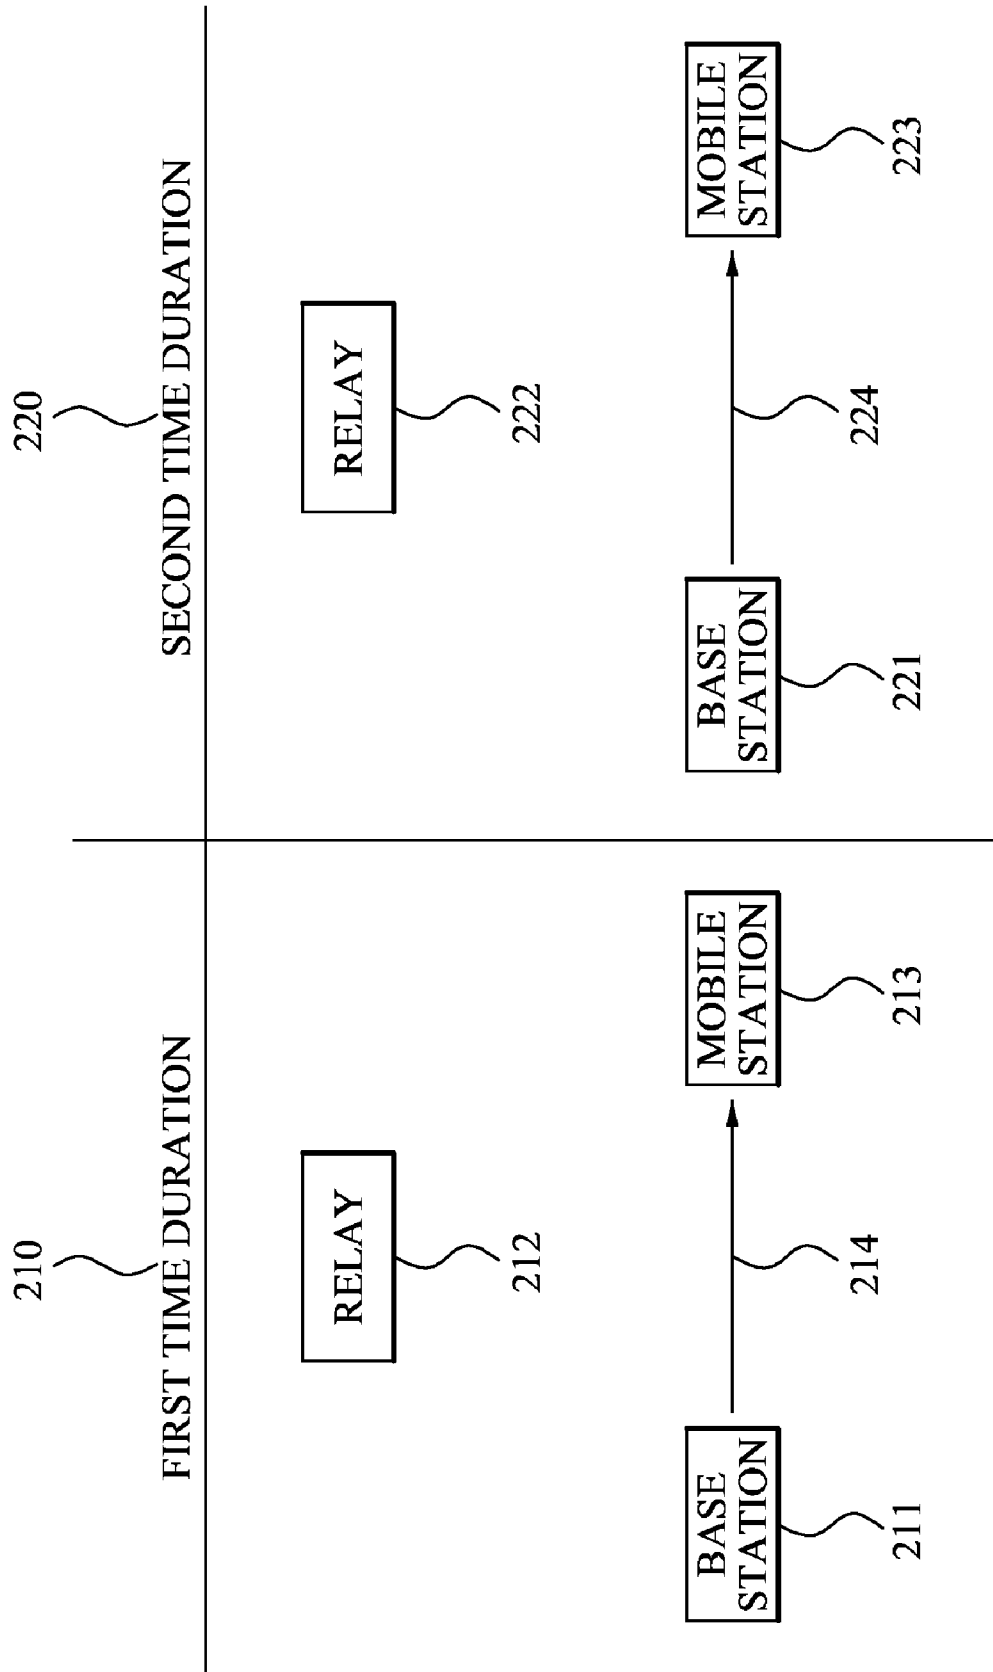 210
FIRST TIME DURATION
RELAY
212
BASE
STATION
211
214
MOBILE
STATION
213
220
SECOND TIME DURATION
RELAY
222
BASE
STATION
221
224
MOBILE
STATION
223